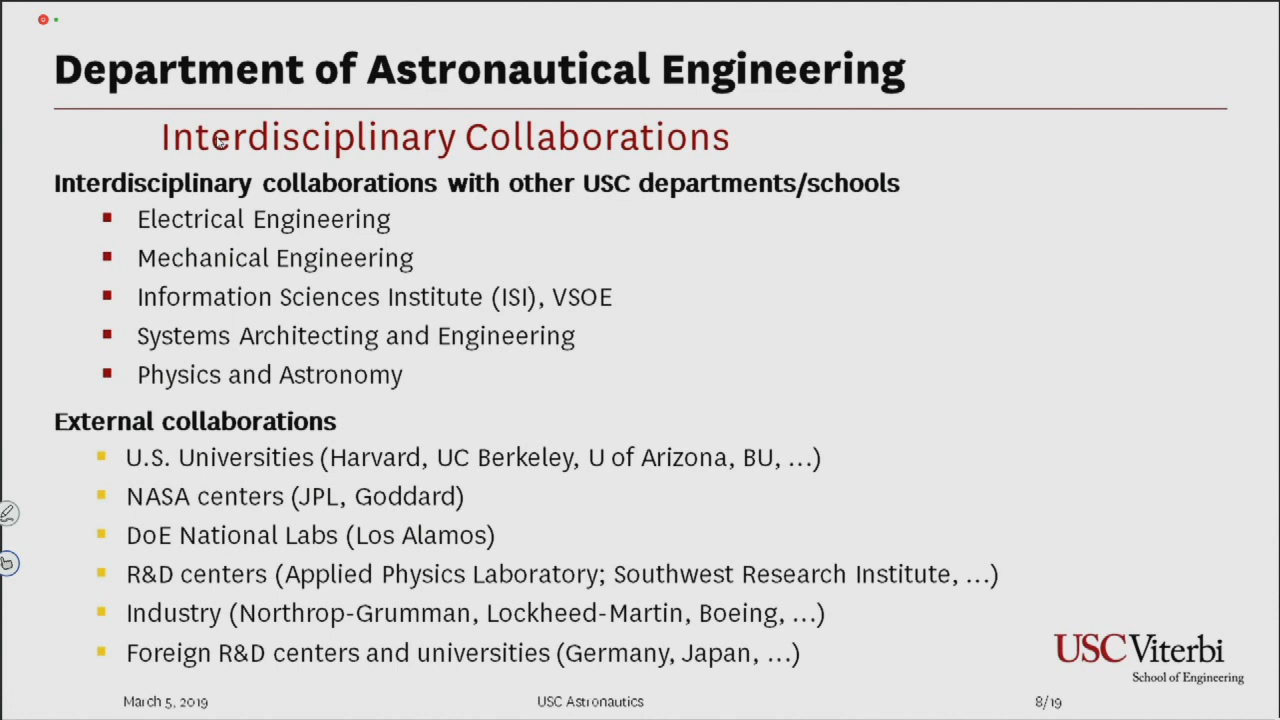 Department of Astronautical Engineering
Interdisciplinary Collaborations
Interdisciplinary collaborations with other USC departments/schools
Electrical Engineering
Mechanical Engineering
Information Sciences Institute (ISI), VSOE
Systems Architecting and Engineering
Physics and Astronomy
External collaborations
U.S. Universities (Harvard, UC Berkeley, U of Arizona, BU, ...)
NASA centers (JPL, Goddard)
DoE National Labs (Los Alamos)
R&D centers (Applied Physics Laboratory; Southwest Research Institute, ...)
Industry (Northrop-Grumman, Lockheed-Martin, Boeing, ...)
Foreign R&D centers and universities (Germany, Japan, ...)
USC Viterbi
School of Engineering
March 5, 2019 USC Astronautics 8/19